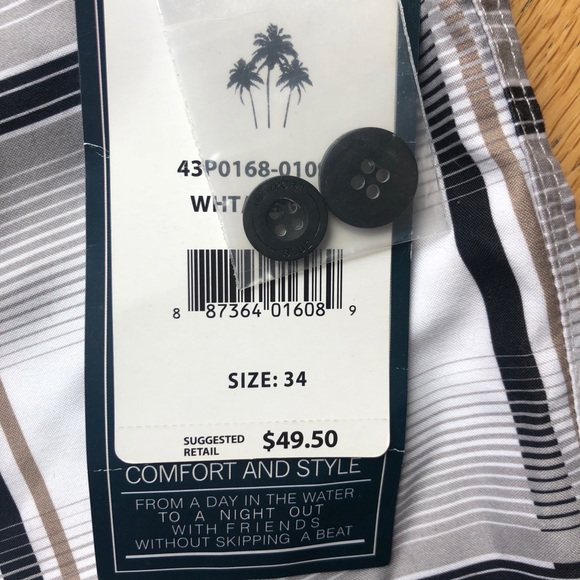 43P0168-010
WHT/
8 87364 01608 9
SIZE: 34
SUGGESTED
RETAIL
$49.50
COMFORT AND STYLE
FROM A DAY IN THE WATER
TO A NIGHT OUT
WITH FRIENDS
WITHOUT SKIPPING A BEAT